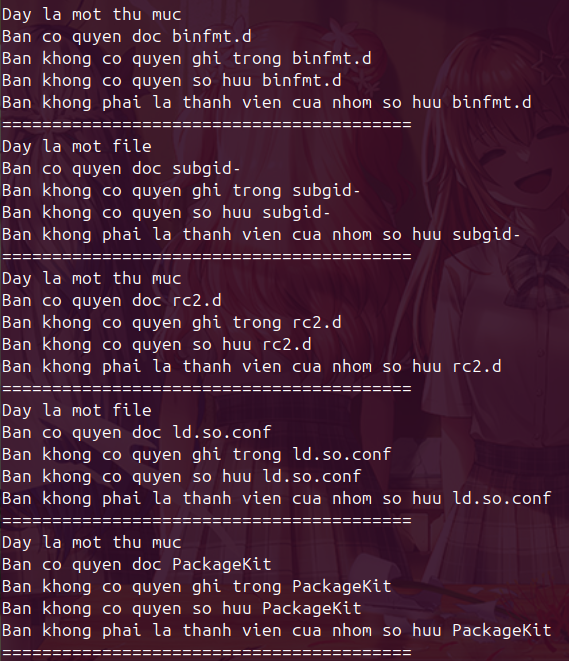 Day la mot thu muc
Ban co quyen doc binfmt.d
Ban khong co quyen ghi trong binfmt.d
Ban khong co quyen so huu binfmt.d
Ban khong phai la thanh vien cua nhom so huu binfmt.d
=========================================
Day la mot file
Ban co quyen doc subgid-
Ban khong co quyen ghi trong subgid-
Ban khong co quyen so huu subgid-
Ban khong phai la thanh vien cua nhom so huu subgid-
=========================================
Day la mot thu muc
Ban co quyen doc rc2.d
Ban khong co quyen ghi trong rc2.d
Ban khong co quyen so huu rc2.d
Ban khong phai la thanh vien cua nhom so huu rc2.d
=========================================
Day la mot file
Ban co quyen doc ld.so.conf
Ban khong co quyen ghi trong ld.so.conf
Ban khong co quyen so huu ld.so.conf
Ban khong phai la thanh vien cua nhom so huu ld.so.conf
=========================================
Day la mot thu muc
Ban co quyen doc PackageKit
Ban khong co quyen ghi trong PackageKit
Ban khong co quyen so huu PackageKit
Ban khong phai la thanh vien cua nhom so huu PackageKit
=========================================